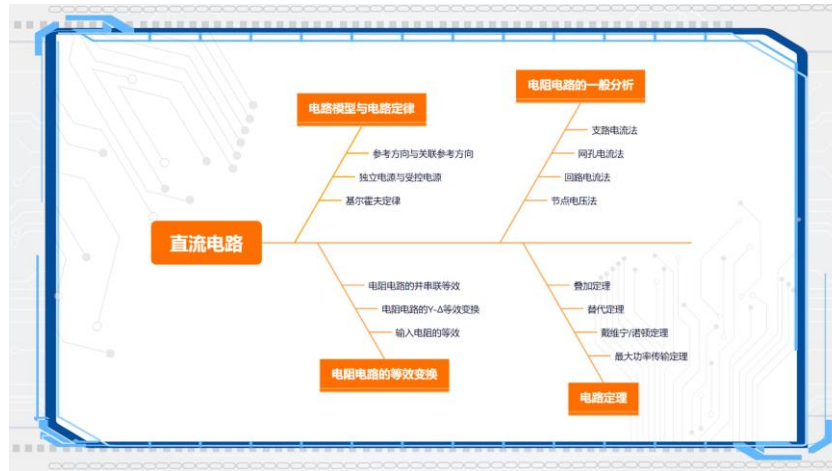 电路模型与电路定律
参考方向与关联参考方向
独立电源与受控电源
基尔霍夫定律
电阻电路的一般分析
支路电流法
网孔电流法
回路电流法
节点电压法
直流电路
电阻电路的并串联等效
电阻电路的Y-Δ等效变换
输入电阻的等效
电阻电路的等效变换
叠加定理
替代定理
戴维宁/诺顿定理
最大功率传输定理
电路定理